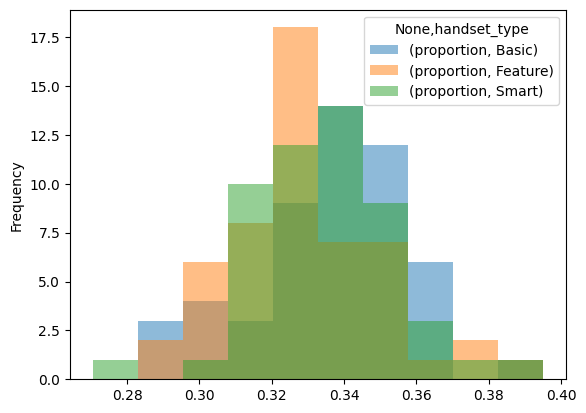 None,handset_type
(proportion, Basic)
(proportion, Feature)
(proportion, Smart)
Frequency
17.5
15.0
12.5
10.0
7.5
5.0
2.5
0.0
0.28 0.30 0.32 0.34 0.36 0.38 0.40